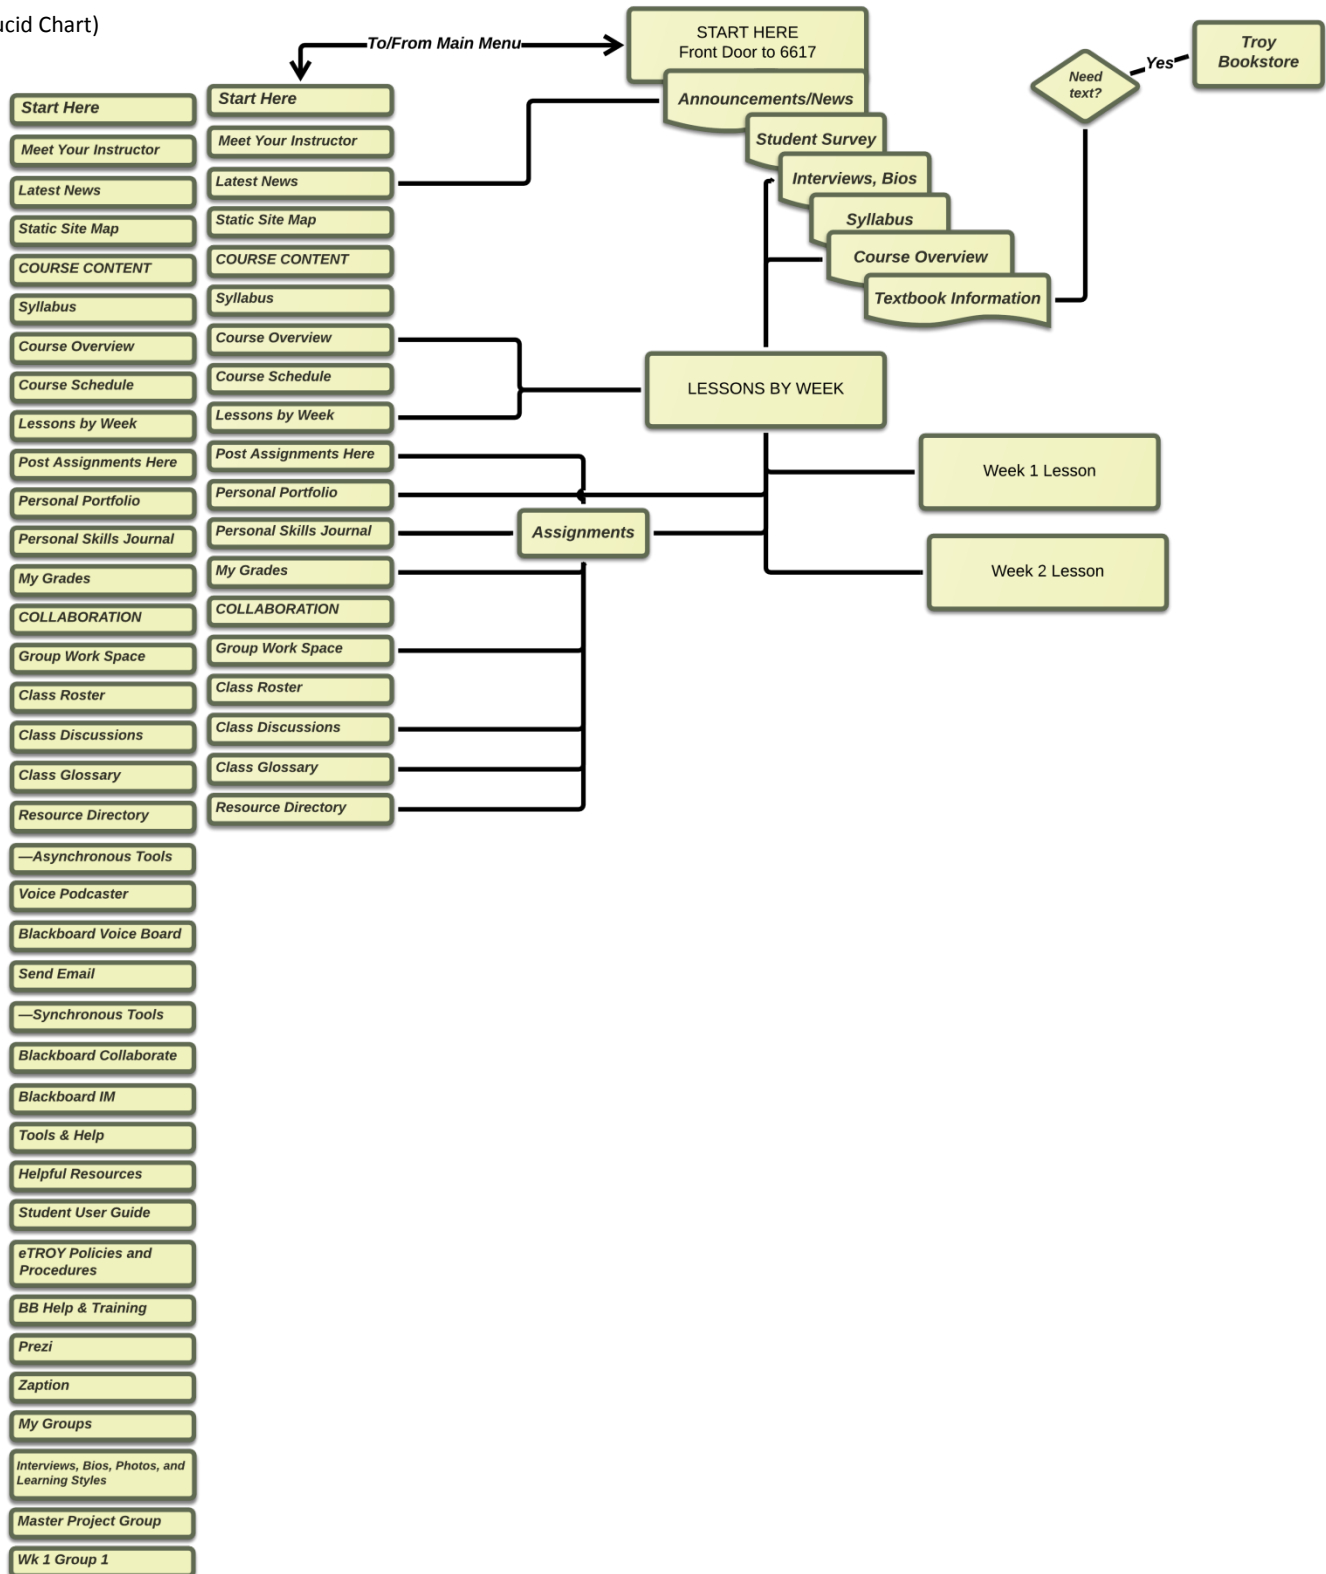 ucid Chart)
To/From Main Menu
START HERE
Front Door to 6617
Announcements/News
Student Survey
Interviews, Bios
Syllabus
Course Overview
Textbook Information
Need
text?
Yes
Troy
Bookstore
LESSONS BY WEEK
Week 1 Lesson
Week 2 Lesson
Assignments
Start Here
Meet Your Instructor
Latest News
Static Site Map
COURSE CONTENT
Syllabus
Course Overview
Course Schedule
Lessons by Week
Post Assignments Here
Personal Portfolio
Personal Skills Journal
My Grades
COLLABORATION
Group Work Space
Class Roster
Class Discussions
Class Glossary
Resource Directory
—Asynchronous Tools
Voice Podcaster
Blackboard Voice Board
Send Email
—Synchronous Tools
Blackboard Collaborate
Blackboard IM
Tools & Help
Helpful Resources
Student User Guide
eTROY Policies and
Procedures
BB Help & Training
Prezi
Zaption
My Groups
Interviews, Bios, Photos, and
Learning Styles
Master Project Group
Wk 1 Group 1
Start Here
Meet Your Instructor
Latest News
Static Site Map
COURSE CONTENT
Syllabus
Course Overview
Course Schedule
Lessons by Week
Post Assignments Here
Personal Portfolio
Personal Skills Journal
My Grades
COLLABORATION
Group Work Space
Class Roster
Class Discussions
Class Glossary
Resource Directory